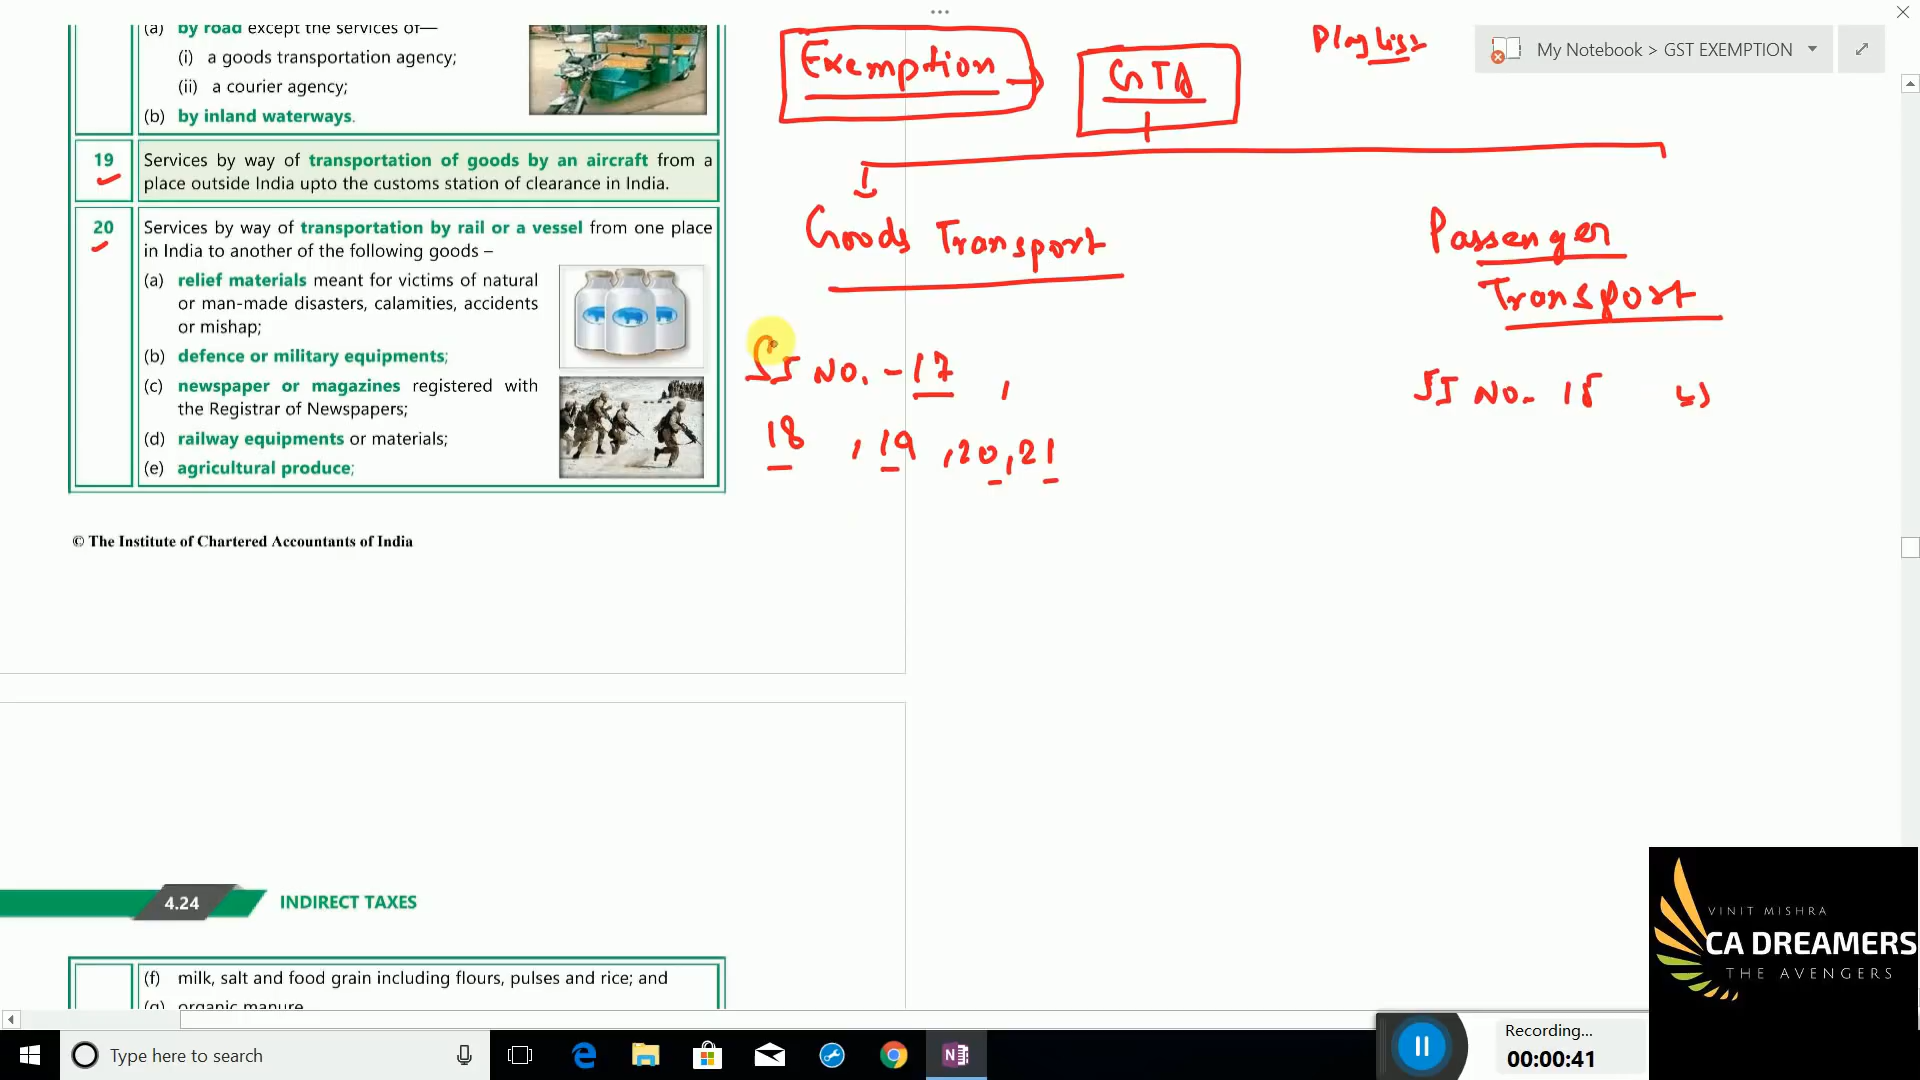 (a) by road except the services of—
(i) a goods transportation agency;
(ii) a courier agency;
(b) by inland waterways.
19 Services by way of transportation of goods by an aircraft from a
place outside India upto the customs station of clearance in India.
20 Services by way of transportation by rail or a vessel from one place
in India to another of the following goods –
(a) relief materials meant for victims of natural
or man-made disasters, calamities, accidents
or mishap;
(b) defence or military equipments;
(c) newspaper or magazines registered with
the Registrar of Newspapers;
(d) railway equipments or materials;
(e) agricultural produce;
© The Institute of Chartered Accountants of India
4.24 INDIRECT TAXES
(f) milk, salt and food grain including flours, pulses and rice; and
(g) organic manure
Exemption
GTA
Playlist
Goods Transport
Passenger
Transport
No. - 17 ,
18 , 19 , 20, 21
No. 15
My Notebook > GST EXEMPTION
VINIT MISHRA
CA DREAMERS
THE AVENGERS
Type here to search
Recording...
00:00:41